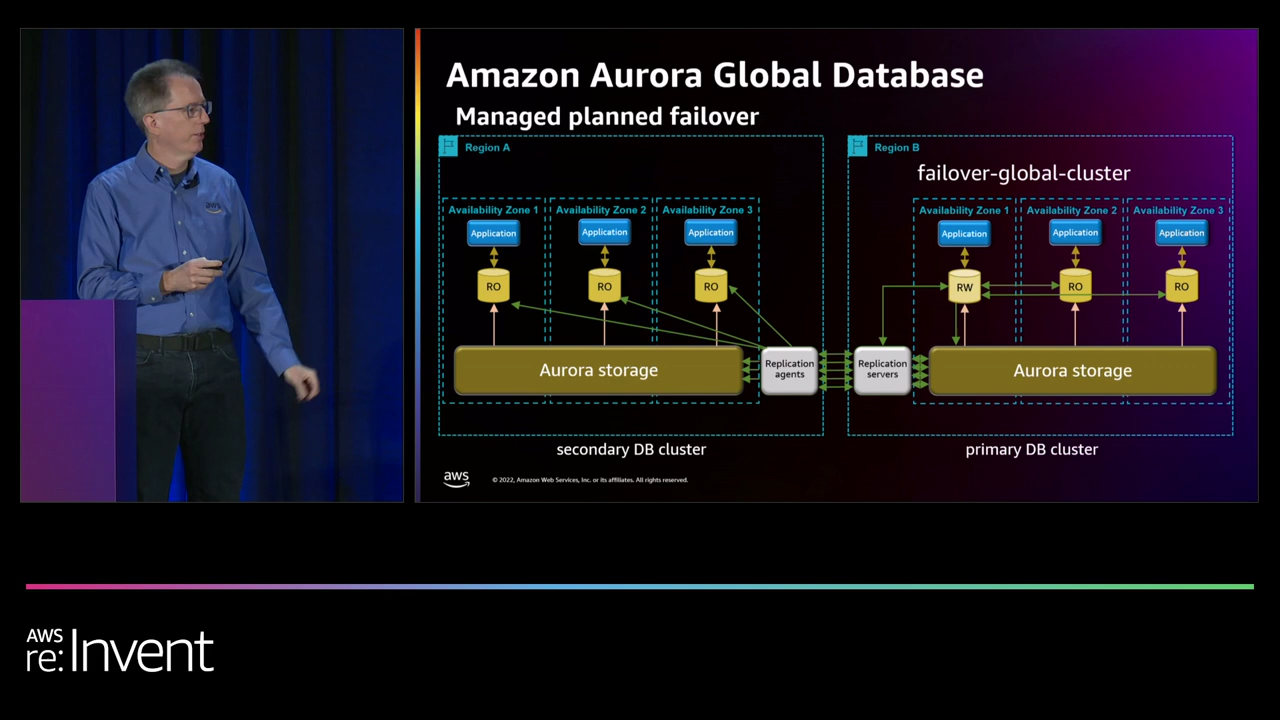 aws
Amazon Aurora Global Database
Managed planned failover
Region A
Availability Zone 1
Availability Zone 2
Availability Zone 3
Application
Application
Application
RO
RO
RO
Aurora storage
Replication
agents
secondary DB cluster
Region B
failover-global-cluster
Availability Zone 1
Availability Zone 2
Availability Zone 3
Application
Application
Application
RW
RO
RO
Replication
servers
Aurora storage
primary DB cluster
aws
© 2022, Amazon Web Services, Inc. or its affiliates. All rights reserved.
AWS
re:Invent